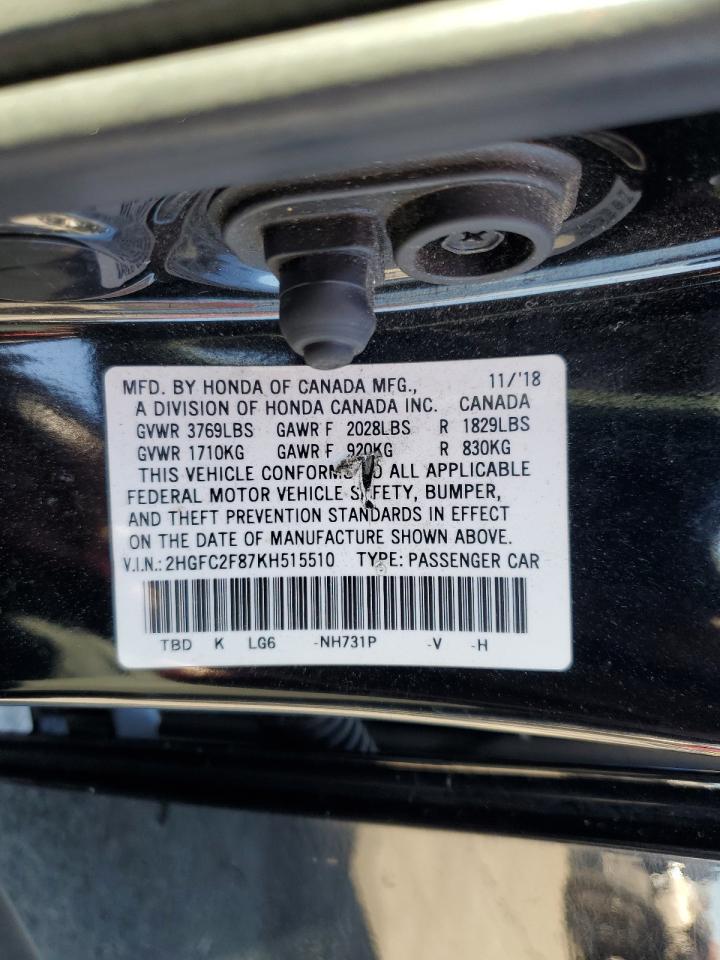 MFD. BY HONDA OF CANADA MFG., 11/'18
A DIVISION OF HONDA CANADA INC. CANADA
GVWR 3769LBS GAWR F 2028LBS R 1829LBS
GVWR 1710KG GAWR F 920KG R 830KG
THIS VEHICLE CONFORMS TO ALL APPLICABLE
FEDERAL MOTOR VEHICLE SAFETY, BUMPER,
AND THEFT PREVENTION STANDARDS IN EFFECT
ON THE DATE OF MANUFACTURE SHOWN ABOVE.
V.I.N.: 2HGFC2F87KH515510 TYPE: PASSENGER CAR
TBD K LG6 -NH731P -V -H